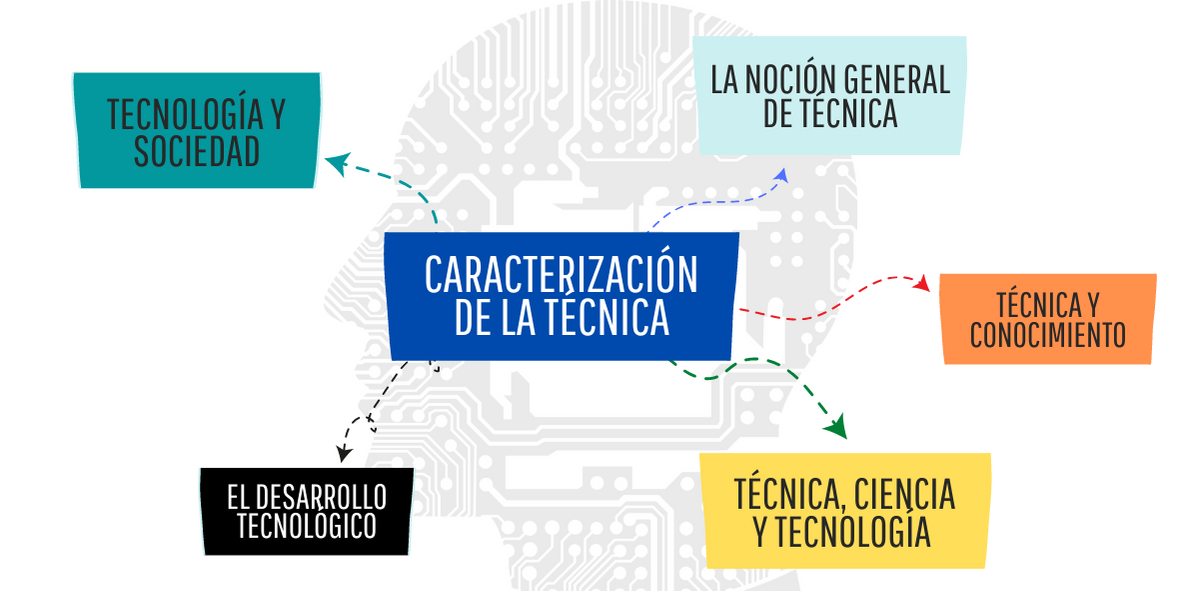 TECNOLOGÍA Y
SOCIEDAD
LA NOCIÓN GENERAL
DE TÉCNICA
CARACTERIZACIÓN
DE LA TÉCNICA
TÉCNICA Y
CONOCIMIENTO
EL DESARROLLO
TECNOLÓGICO
TÉCNICA, CIENCIA
Y TECNOLOGÍA